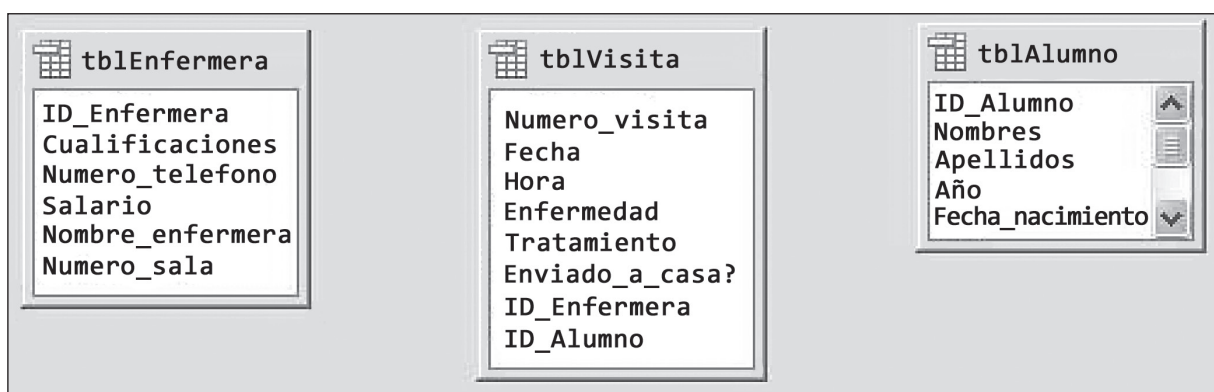 tblEnfermera
ID_Enfermera
Cualificaciones
Numero_telefono
Salario
Nombre_enfermera
Numero_sala
tblVisita
Numero_visita
Fecha
Hora
Enfermedad
Tratamiento
Enviado_a_casa?
ID_Enfermera
ID_Alumno
tblAlumno
ID_Alumno
Nombres
Apellidos
Año
Fecha_nacimiento